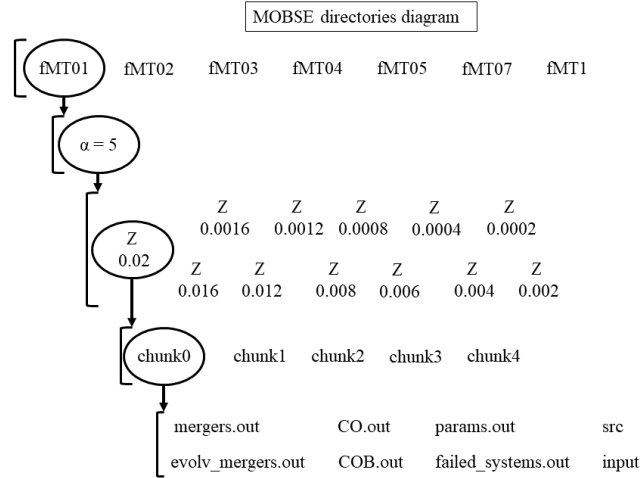 MOBSE directories diagram
fMT01 fMT02 fMT03 fMT04 fMT05 fMT07 fMT1
α = 5
Z Z Z Z Z
0.0016 0.0012 0.0008 0.0004 0.0002
Z
0.02
Z Z Z Z Z Z
0.016 0.012 0.008 0.006 0.004 0.002
chunk0 chunk1 chunk2 chunk3 chunk4
mergers.out CO.out params.out src
evolv_mergers.out COB.out failed_systems.out input